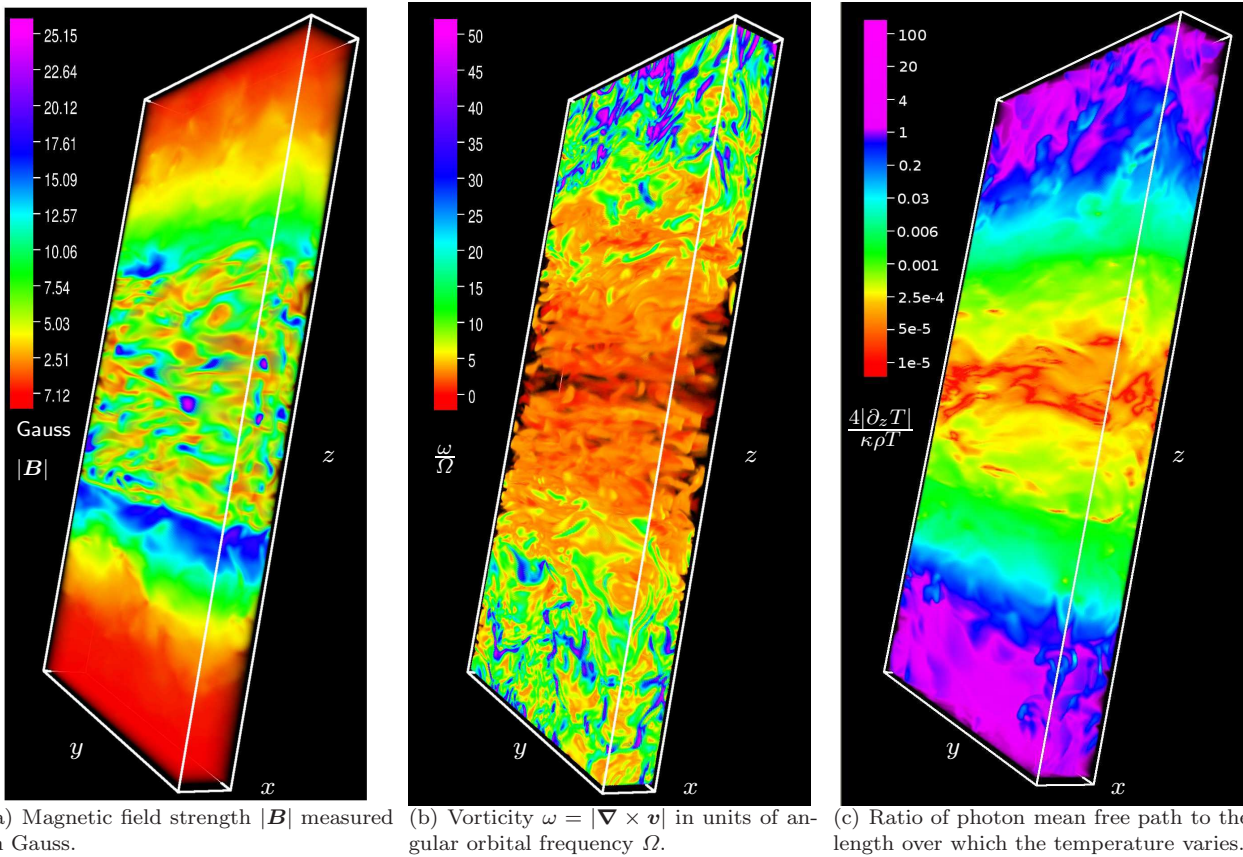 25.15
22.64
20.12
17.61
15.09
12.57
10.06
7.54
5.03
2.51
7.12
Gauss
|B|
z
y
x
50
45
40
35
30
25
20
15
10
5
0
ω/Ω
z
y
x
100
20
4
1
0.2
0.03
0.006
0.001
2.5e-4
5e-5
1e-5
4|∂zT|/κρT
z
y
x
) Magnetic field strength |B| measured
n Gauss.
(b) Vorticity ω = |∇ × v| in units of an-
gular orbital frequency Ω.
(c) Ratio of photon mean free path to the
length over which the temperature varies.